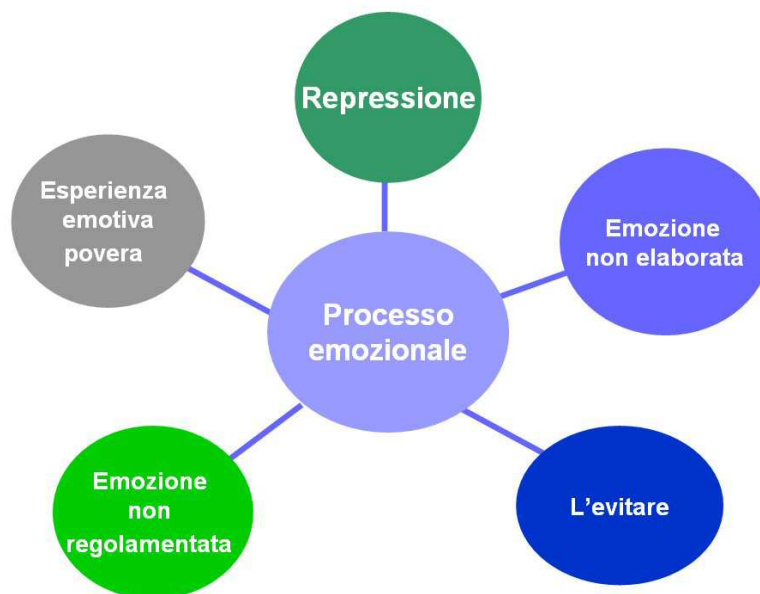 Repressione
Esperienza
emotiva
povera
Emozione
non elaborata
Processo
emozionale
Emozione
non
regolamentata
L'evitare